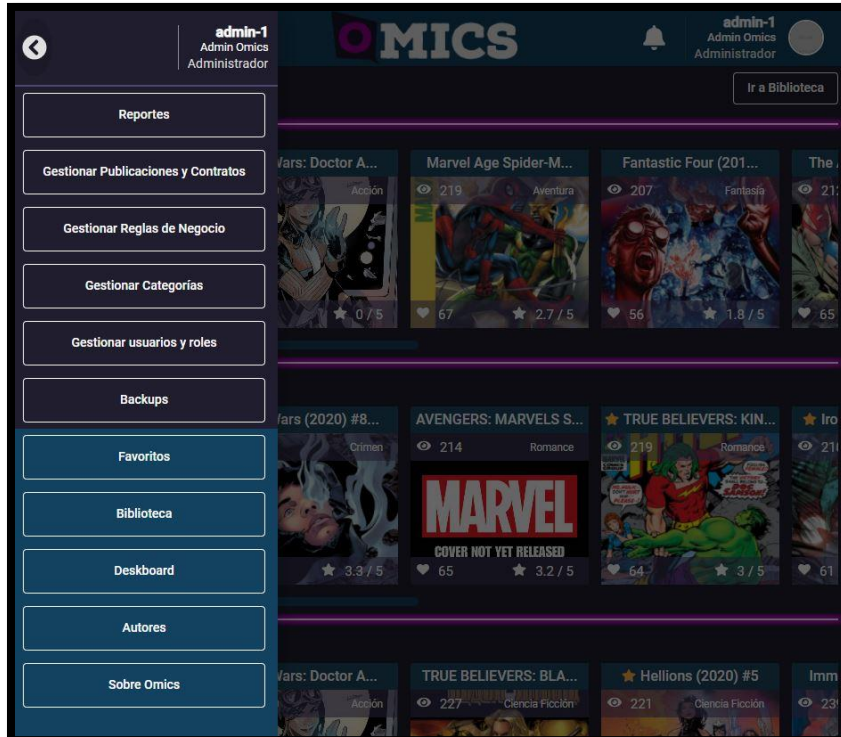 admin-1
Admin Omics
Administrador
OMICS
admin-1
Admin Omics
Administrador
Ir a Biblioteca
Reportes
Gestionar Publicaciones y Contratos
Gestionar Reglas de Negocio
Gestionar Categorías
Gestionar usuarios y roles
Backups
Favoritos
Biblioteca
Deskboard
Autores
Sobre Omics
Wars: Doctor A...
Marvel Age Spider-M...
Fantastic Four (201...
The
Acción
219
Aventura
207
Fantasía
0 / 5
67
2.7 / 5
56
1.8 / 5
65
Wars (2020) #8...
AVENGERS: MARVELS S...
TRUE BELIEVERS: KIN...
Iro
Crimen
214
Romance
219
Romance
MARVEL
COVER NOT YET RELEASED
DOC SAMSON!
3.3 / 5
65
3.2 / 5
64
3 / 5
61
Wars: Doctor A...
TRUE BELIEVERS: BLA...
Hellions (2020) #5
Imm
Acción
227
Ciencia Ficción
221
Ciencia Ficción